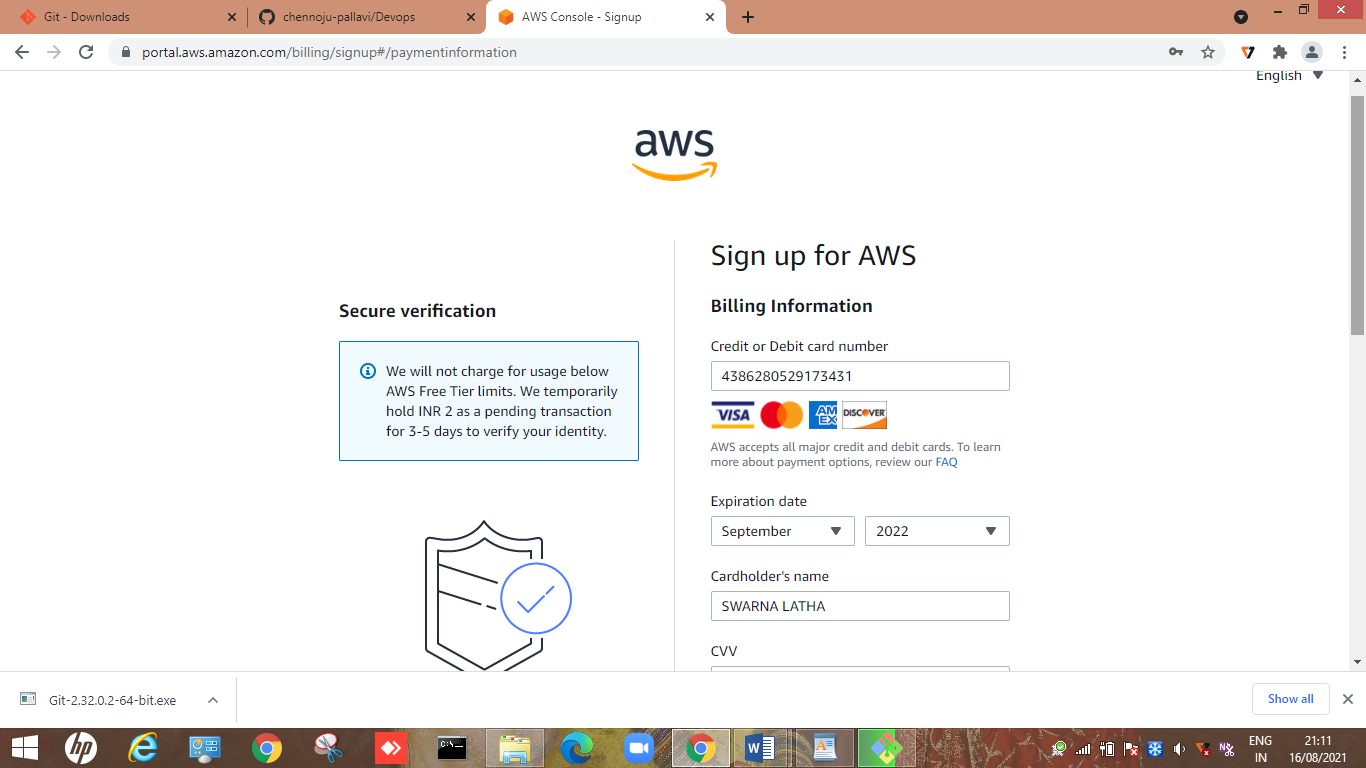 Git - Downloads
chennoju-pallavi/Devops
AWS Console - Signup
portal.aws.amazon.com/billing/signup#/paymentinformation
English
aws
Sign up for AWS
Secure verification
We will not charge for usage below
AWS Free Tier limits. We temporarily
hold INR 2 as a pending transaction
for 3-5 days to verify your identity.
Billing Information
Credit or Debit card number
4386280529173431
VISA AM EX DISCOVER
AWS accepts all major credit and debit cards. To learn
more about payment options, review our FAQ
Expiration date
September 2022
Cardholder's name
SWARNA LATHA
CVV
Git-2.32.0.2-64-bit.exe
Show all
hp
C:\
W
ENG
IN
21:11
16/08/2021